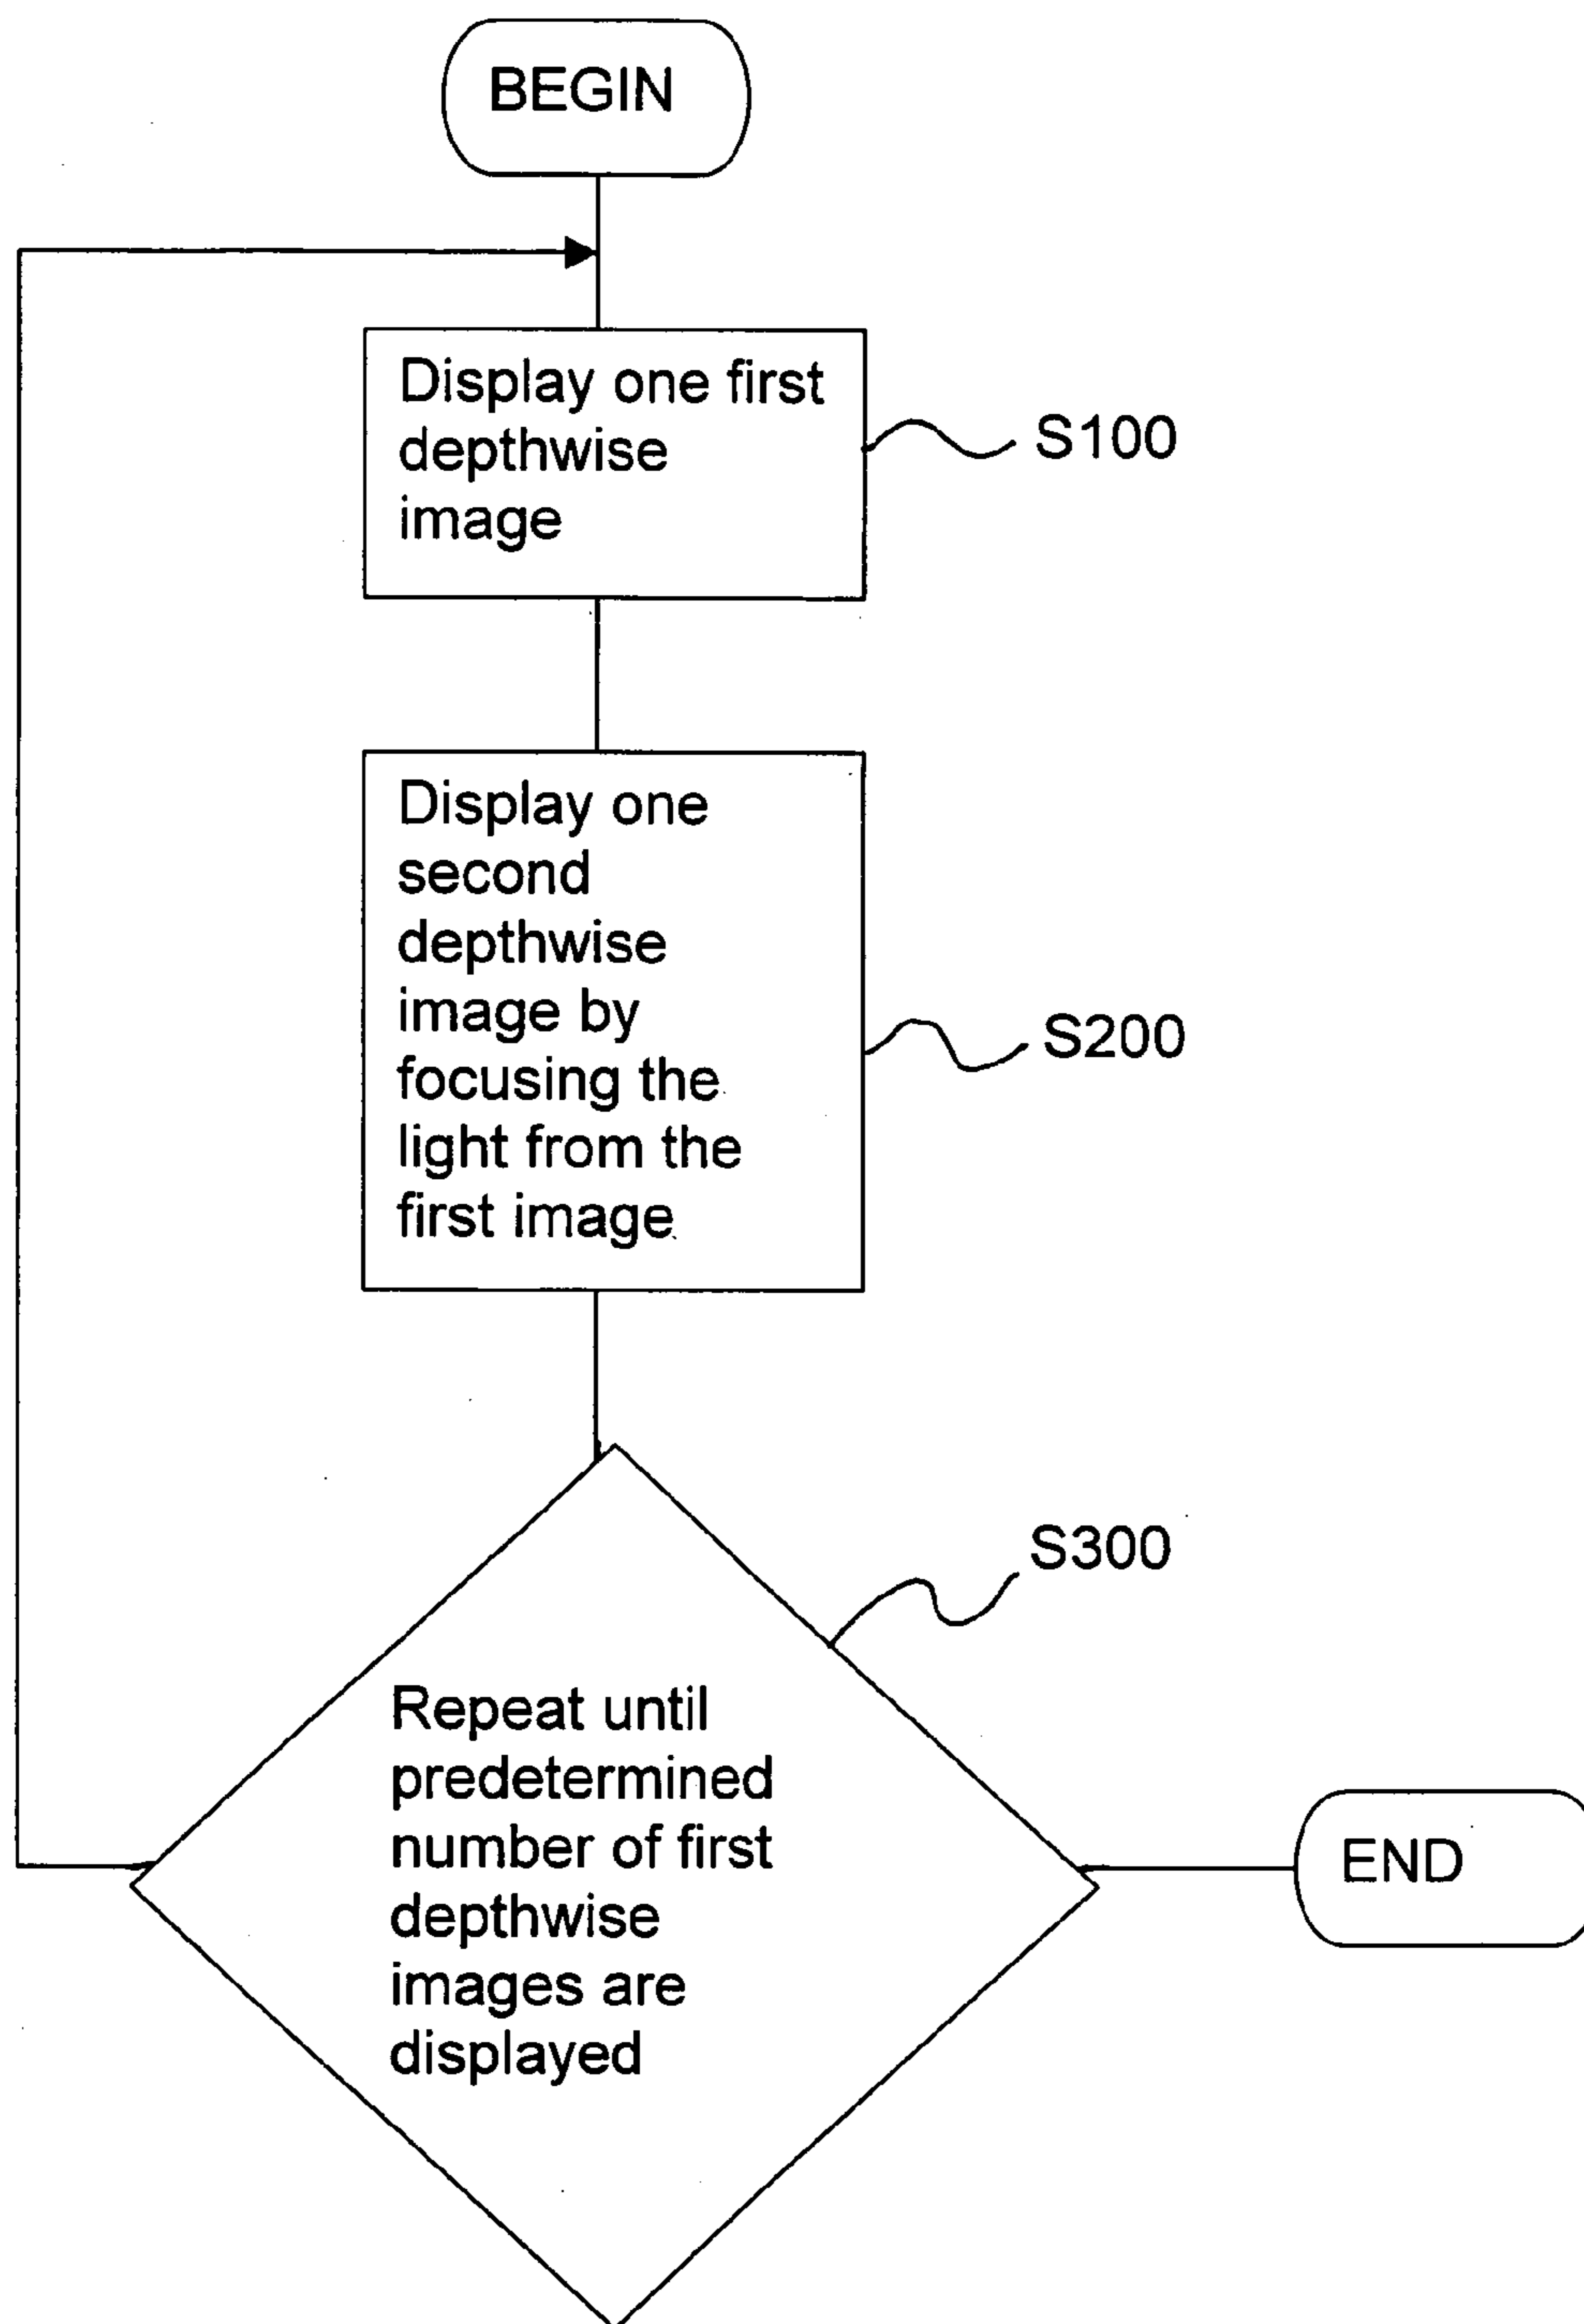 BEGIN
Display one first
depthwise
image
S100
Display one
second
depthwise
image by
focusing the
light from the
first image
S200
S300
Repeat until
predetermined
number of first
depthwise
images are
displayed
END